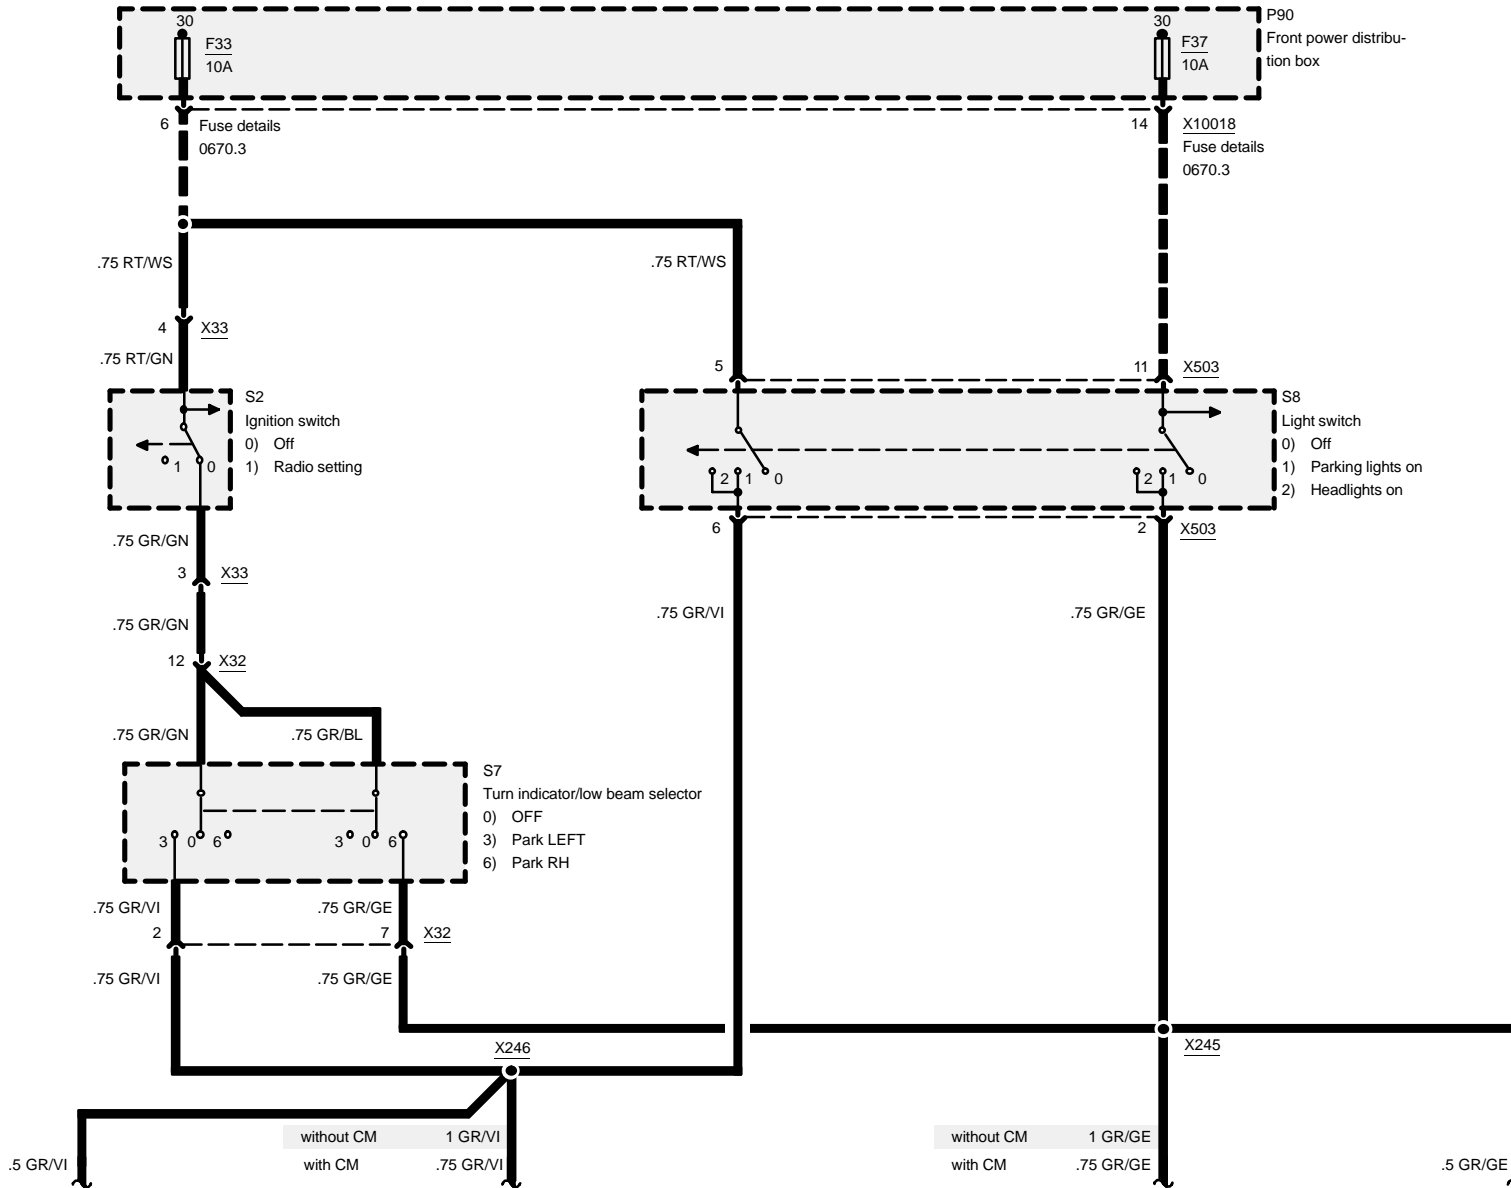 30
30
P90
F33
F37
Front power distribu-
10A
10A
tion box
6
Fuse details
14
X10018
0670.3
Fuse details
0670.3
.75 RT/WS
.75 RT/WS
4
X33
.75 RT/GN
5
11
X503
S2
S8
Ignition switch
Light switch
0) Off
0) Off
1 0
1) Radio setting
2 1 0
2 1 0
1) Parking lights on
2) Headlights on
6
2
X503
.75 GR/GN
3
X33
.75 GR/VI
.75 GR/GE
.75 GR/GN
12
X32
.75 GR/GN
.75 GR/BL
S7
Turn indicator/low beam selector
0) OFF
3 0 6
3 0 6
3) Park LEFT
6) Park RH
.75 GR/VI
.75 GR/GE
2
7
X32
.75 GR/VI
.75 GR/GE
X246
X245
without CM 1 GR/VI
without CM 1 GR/GE
.5 GR/VI
with CM .75 GR/VI
with CM .75 GR/GE
.5 GR/GE